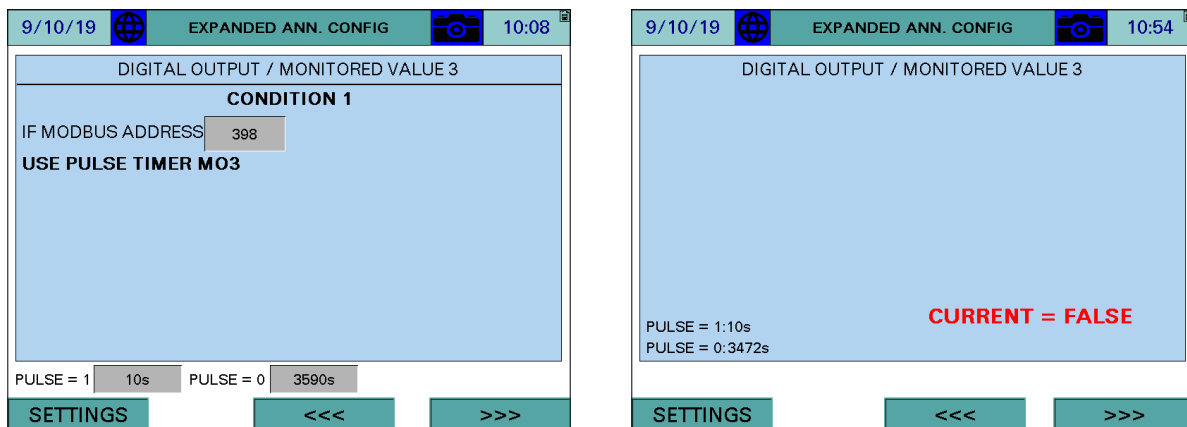 9/10/19 EXPANDED ANN. CONFIG 10:08
DIGITAL OUTPUT / MONITORED VALUE 3
CONDITION 1
IF MODBUS ADDRESS 398
USE PULSE TIMER MO3
PULSE = 1 10s PULSE = 0 3590s
SETTINGS <<< >>>
9/10/19 EXPANDED ANN. CONFIG 10:54
DIGITAL OUTPUT / MONITORED VALUE 3
CURRENT = FALSE
PULSE = 1:10s
PULSE = 0:3472s
SETTINGS <<< >>>